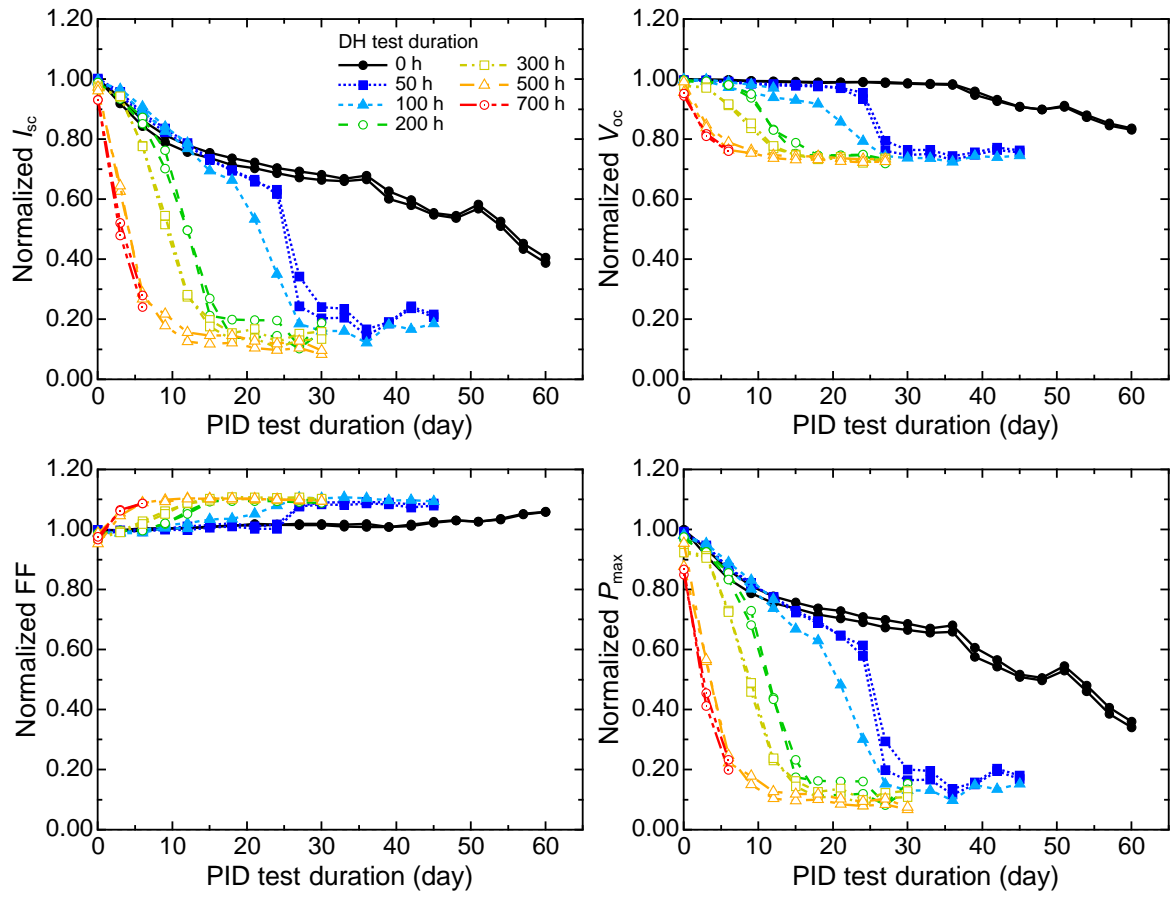 DH test duration
0 h
50 h
100 h
200 h
300 h
500 h
700 h
1.20
1.00
0.80
0.60
0.40
0.20
0.00
Normalized Isc
0 10 20 30 40 50 60
PID test duration (day)
1.20
1.00
0.80
0.60
0.40
0.20
0.00
Normalized Voc
0 10 20 30 40 50 60
PID test duration (day)
1.20
1.00
0.80
0.60
0.40
0.20
0.00
Normalized FF
0 10 20 30 40 50 60
PID test duration (day)
1.20
1.00
0.80
0.60
0.40
0.20
0.00
Normalized Pmax
0 10 20 30 40 50 60
PID test duration (day)